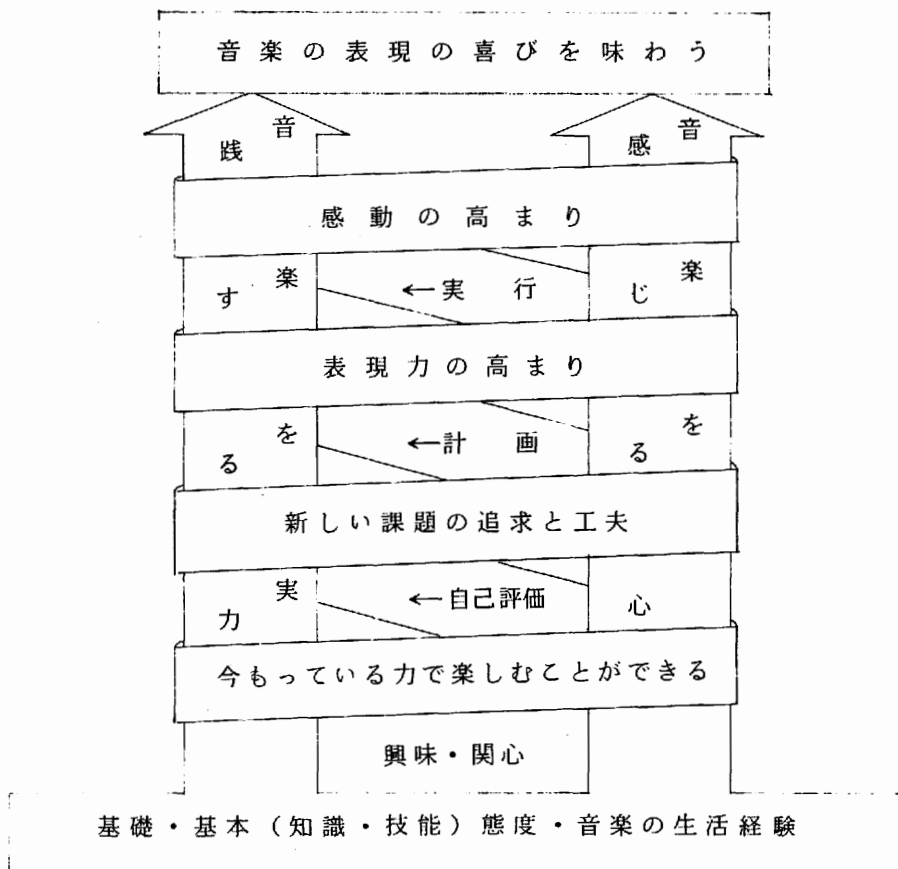 音楽の表現の喜びを味わう
音楽を
感じる心
音楽を実
践する力
感動の高まり
←実行
表現力の高まり
←計画
新しい課題の追求と工夫
←自己評価
今もっている力で楽しむことができる
興味・関心
基礎・基本（知識・技能）態度・音楽の生活経験